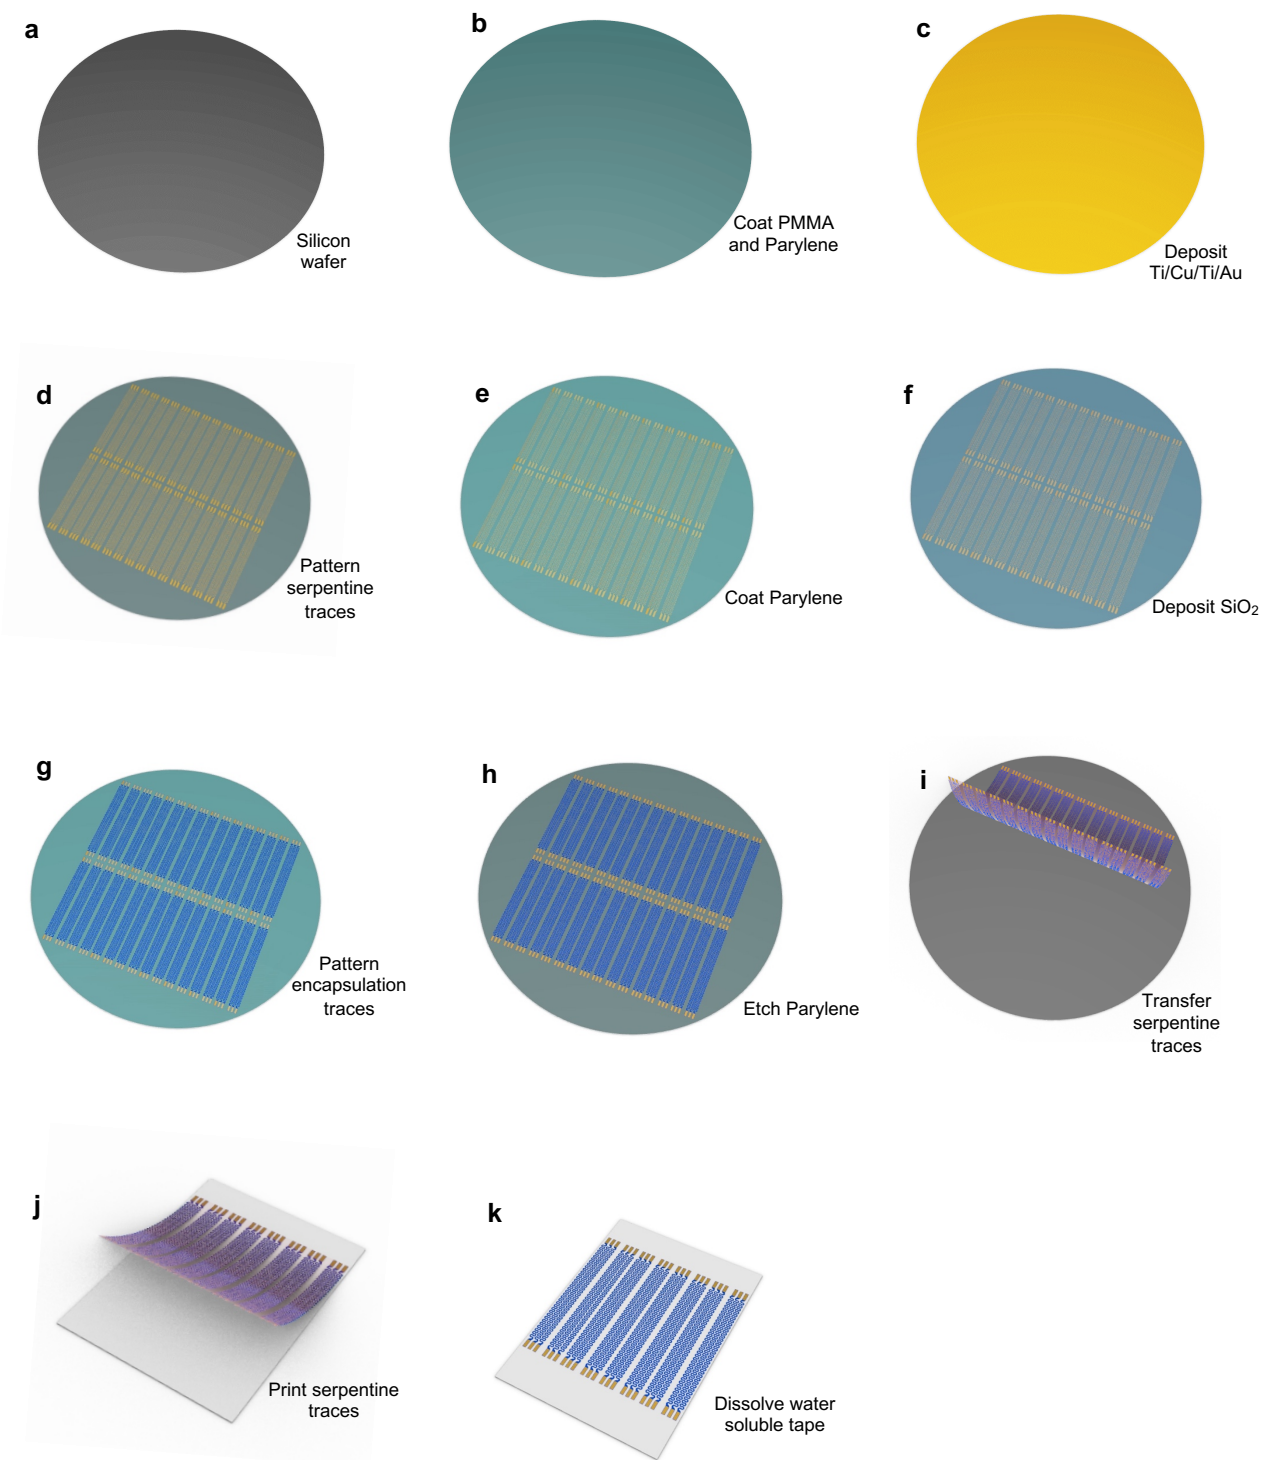 a
Silicon
wafer
b
Coat PMMA
and Parylene
c
Deposit
Ti/Cu/Ti/Au
d
Pattern
serpentine
traces
e
Coat Parylene
f
Deposit SiO₂
g
Pattern
encapsulation
traces
h
Etch Parylene
i
Transfer
serpentine
traces
j
Print serpentine
traces
k
Dissolve water
soluble tape